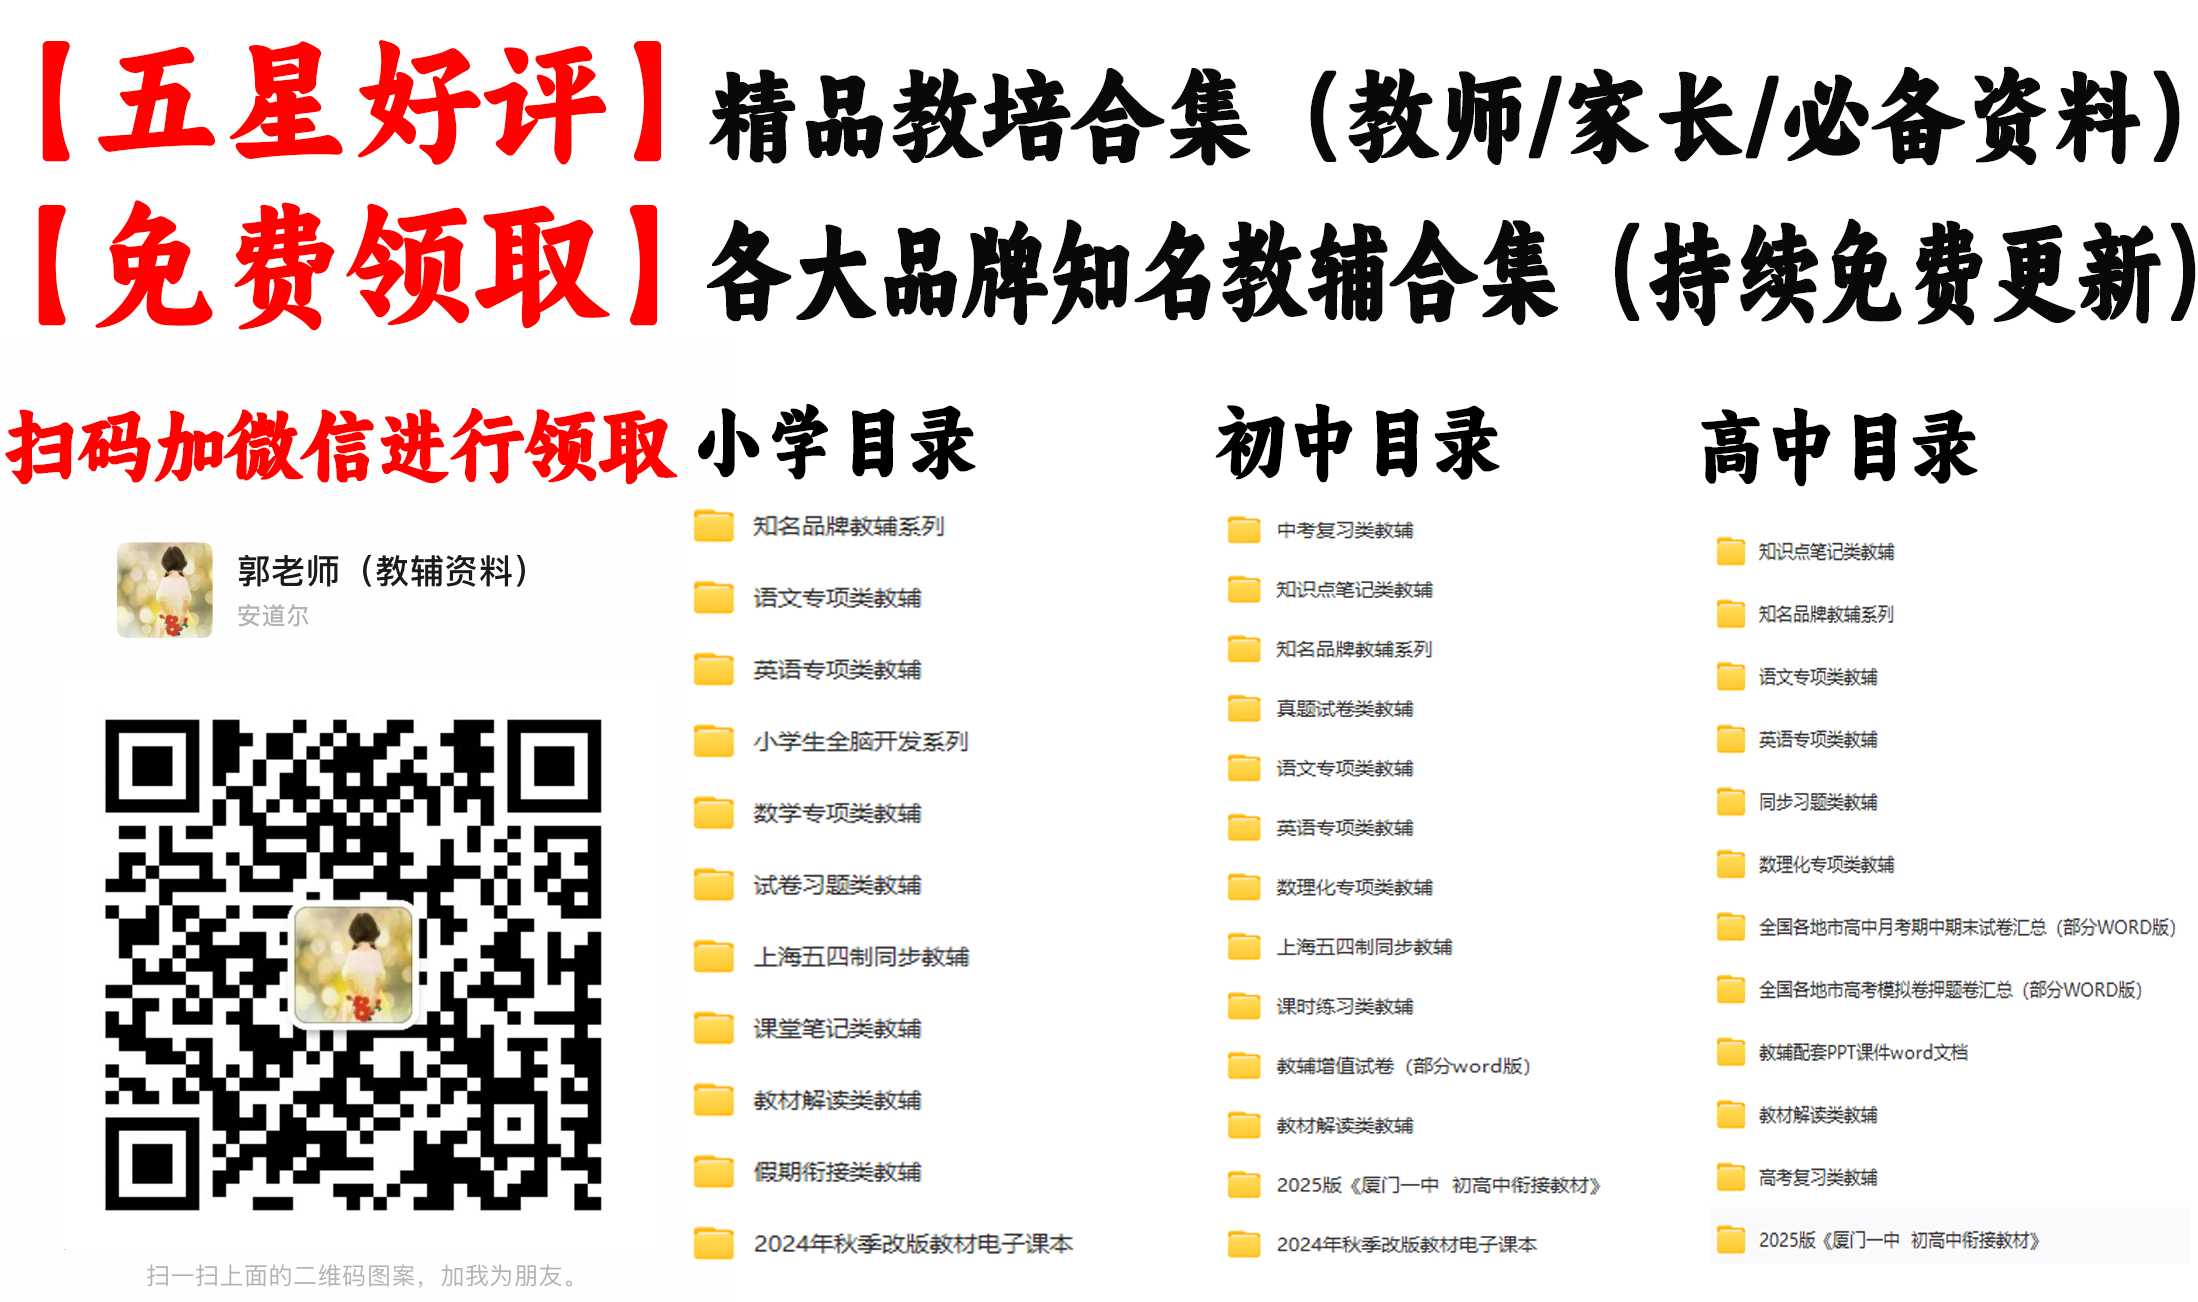 【五星好评】精品教培合集（教师/家长/必备资料）
【免费领取】各大品牌知名教辅合集（持续免费更新）
扫码加微信进行领取
郭老师（教辅资料）
安道尔
扫一扫上面的二维码图案，加我为朋友。
小学目录
知名品牌教辅系列
语文专项类教辅
英语专项类教辅
小学生全脑开发系列
数学专项类教辅
试卷习题类教辅
上海五四制同步教辅
课堂笔记类教辅
教材解读类教辅
假期衔接类教辅
2024年秋季改版教材电子课本
初中目录
中考复习类教辅
知识点笔记类教辅
知名品牌教辅系列
真题试卷类教辅
语文专项类教辅
英语专项类教辅
数理化专项类教辅
上海五四制同步教辅
课时练习类教辅
教辅增值试卷（部分word版）
教材解读类教辅
2025版《厦门一中 初高中衔接教材》
2024年秋季改版教材电子课本
高中目录
知识点笔记类教辅
知名品牌教辅系列
语文专项类教辅
英语专项类教辅
同步习题类教辅
数理化专项类教辅
全国各地市高中月考期中期末试卷汇总（部分WORD版）
全国各地市高考模拟卷押题卷汇总（部分WORD版）
教辅配套PPT课件word文档
教材解读类教辅
高考复习类教辅
2025版《厦门一中 初高中衔接教材》